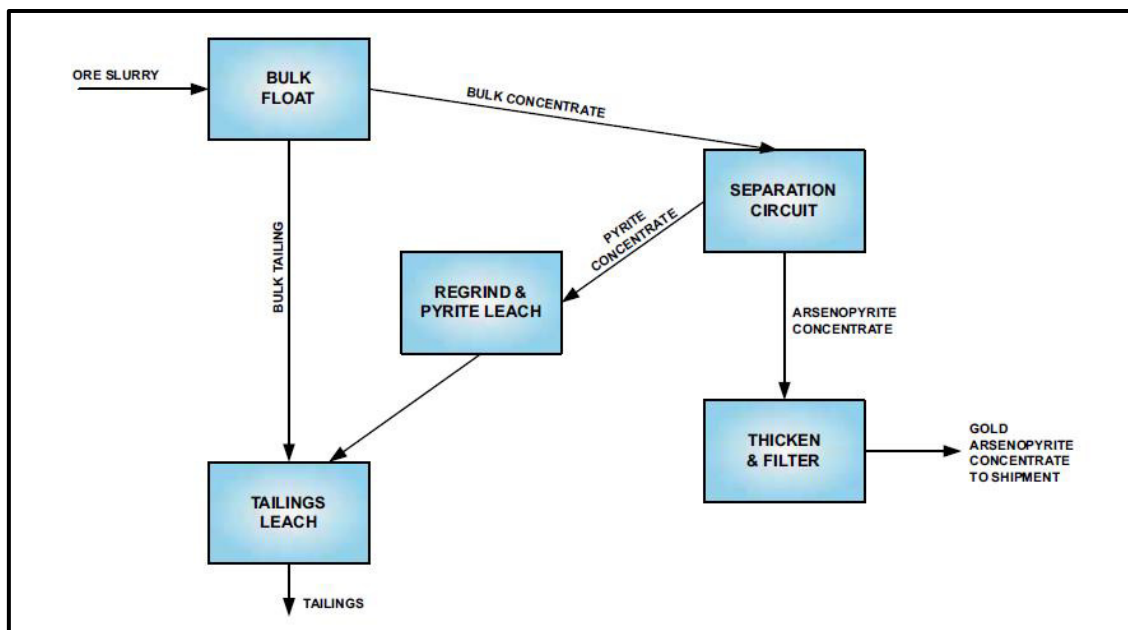 ORE SLURRY
BULK
FLOAT
BULK CONCENTRATE
SEPARATION
CIRCUIT
PYRITE
CONCENTRATE
BULK TAILING
REGRIND &
PYRITE LEACH
ARSENOPYRITE
CONCENTRATE
THICKEN
& FILTER
GOLD
ARSENOPYRITE
CONCENTRATE
TO SHIPMENT
TAILINGS
LEACH
TAILINGS